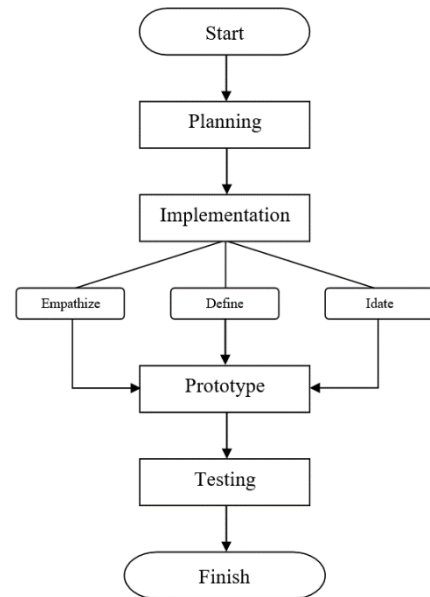 Start
Planning
Implementation
Empathize
Define
Idate
Prototype
Testing
Finish